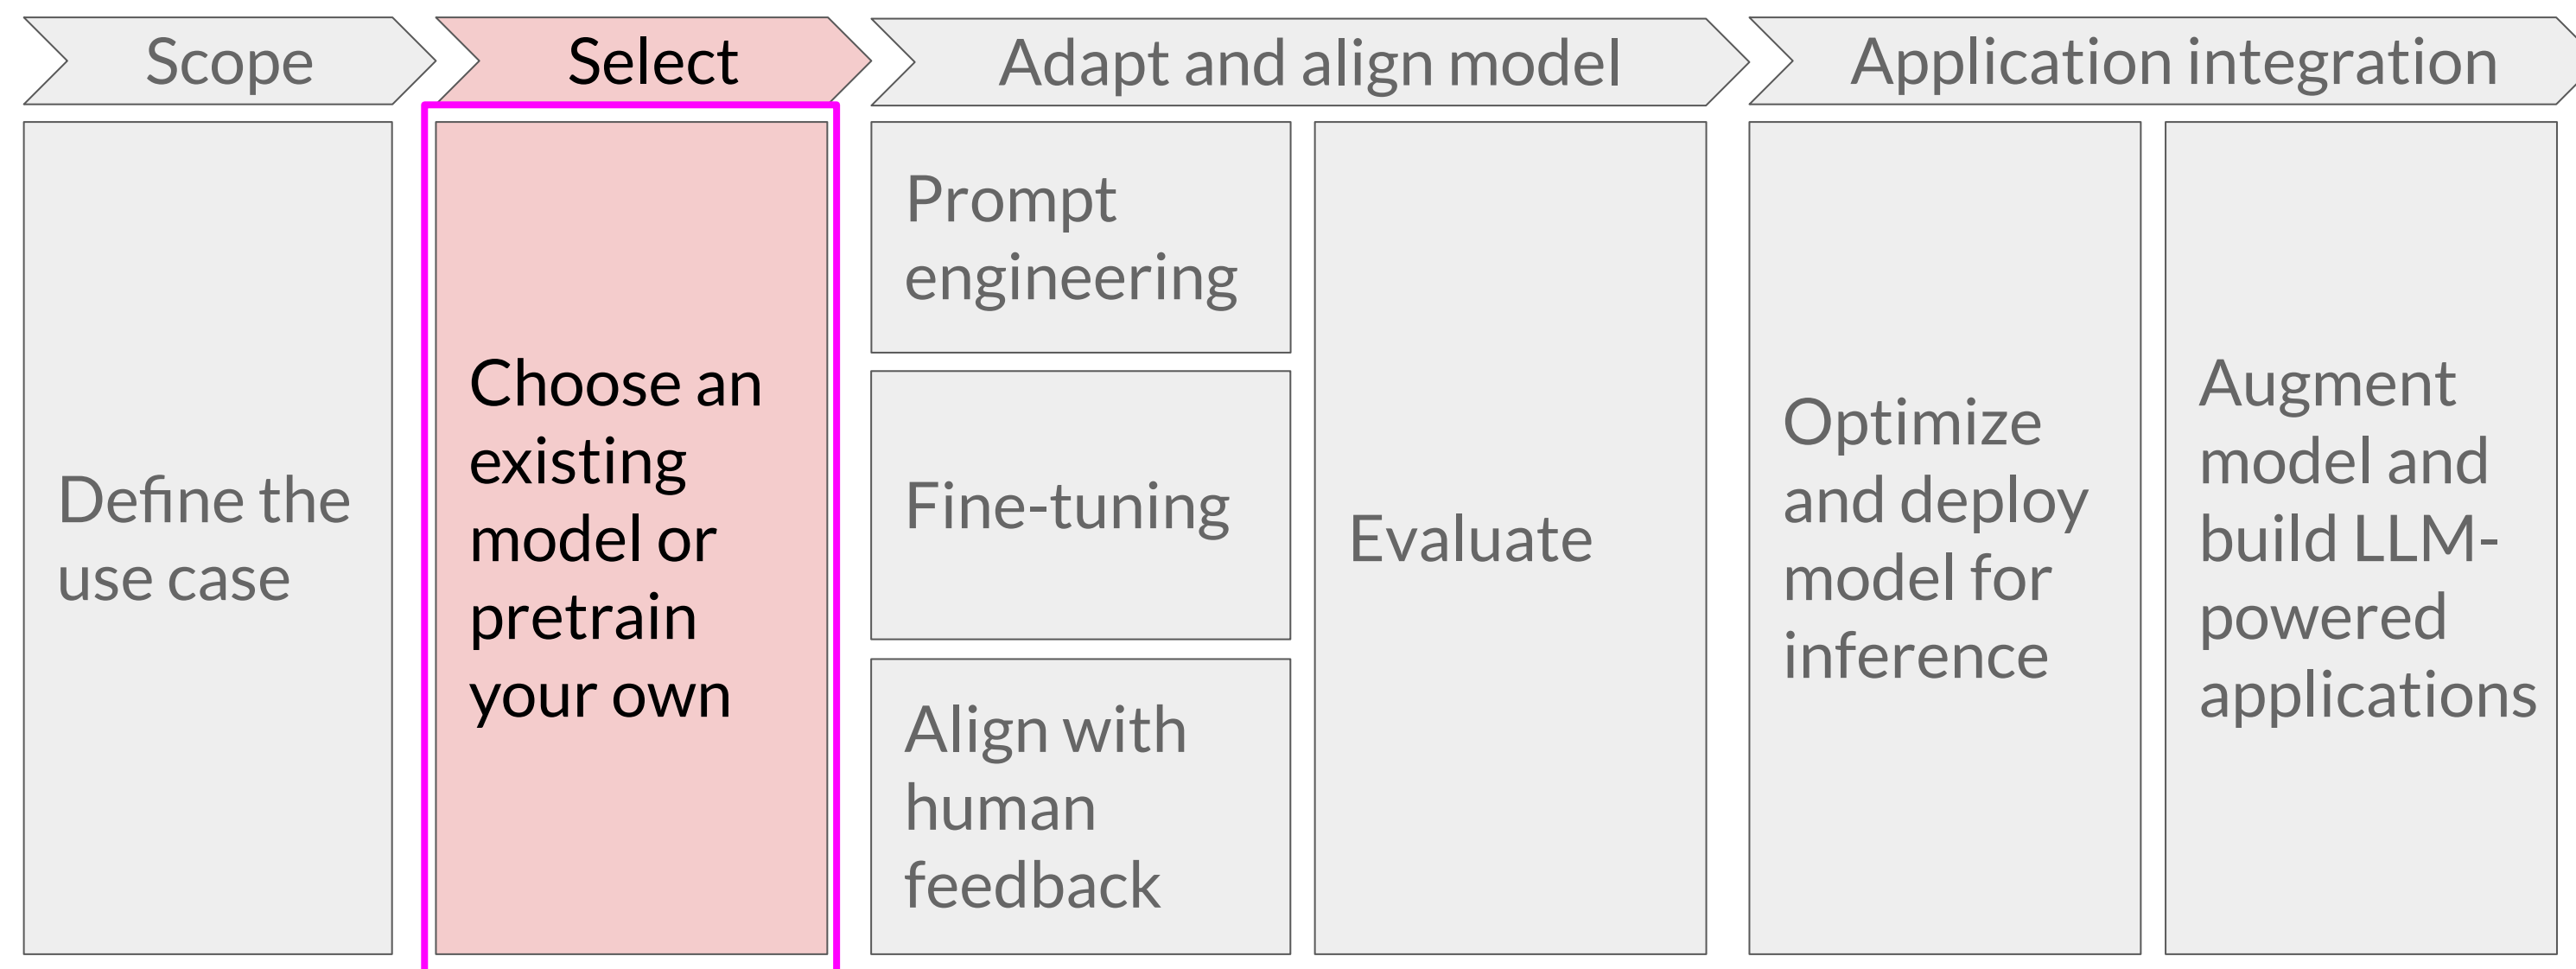 Scope
Select
Adapt and align model
Application integration
Define the
use case
Choose an
existing
model or
pretrain
your own
Prompt
engineering
Fine-tuning
Align with
human
feedback
Evaluate
Optimize
and deploy
model for
inference
Augment
model and
build LLM-
powered
applications